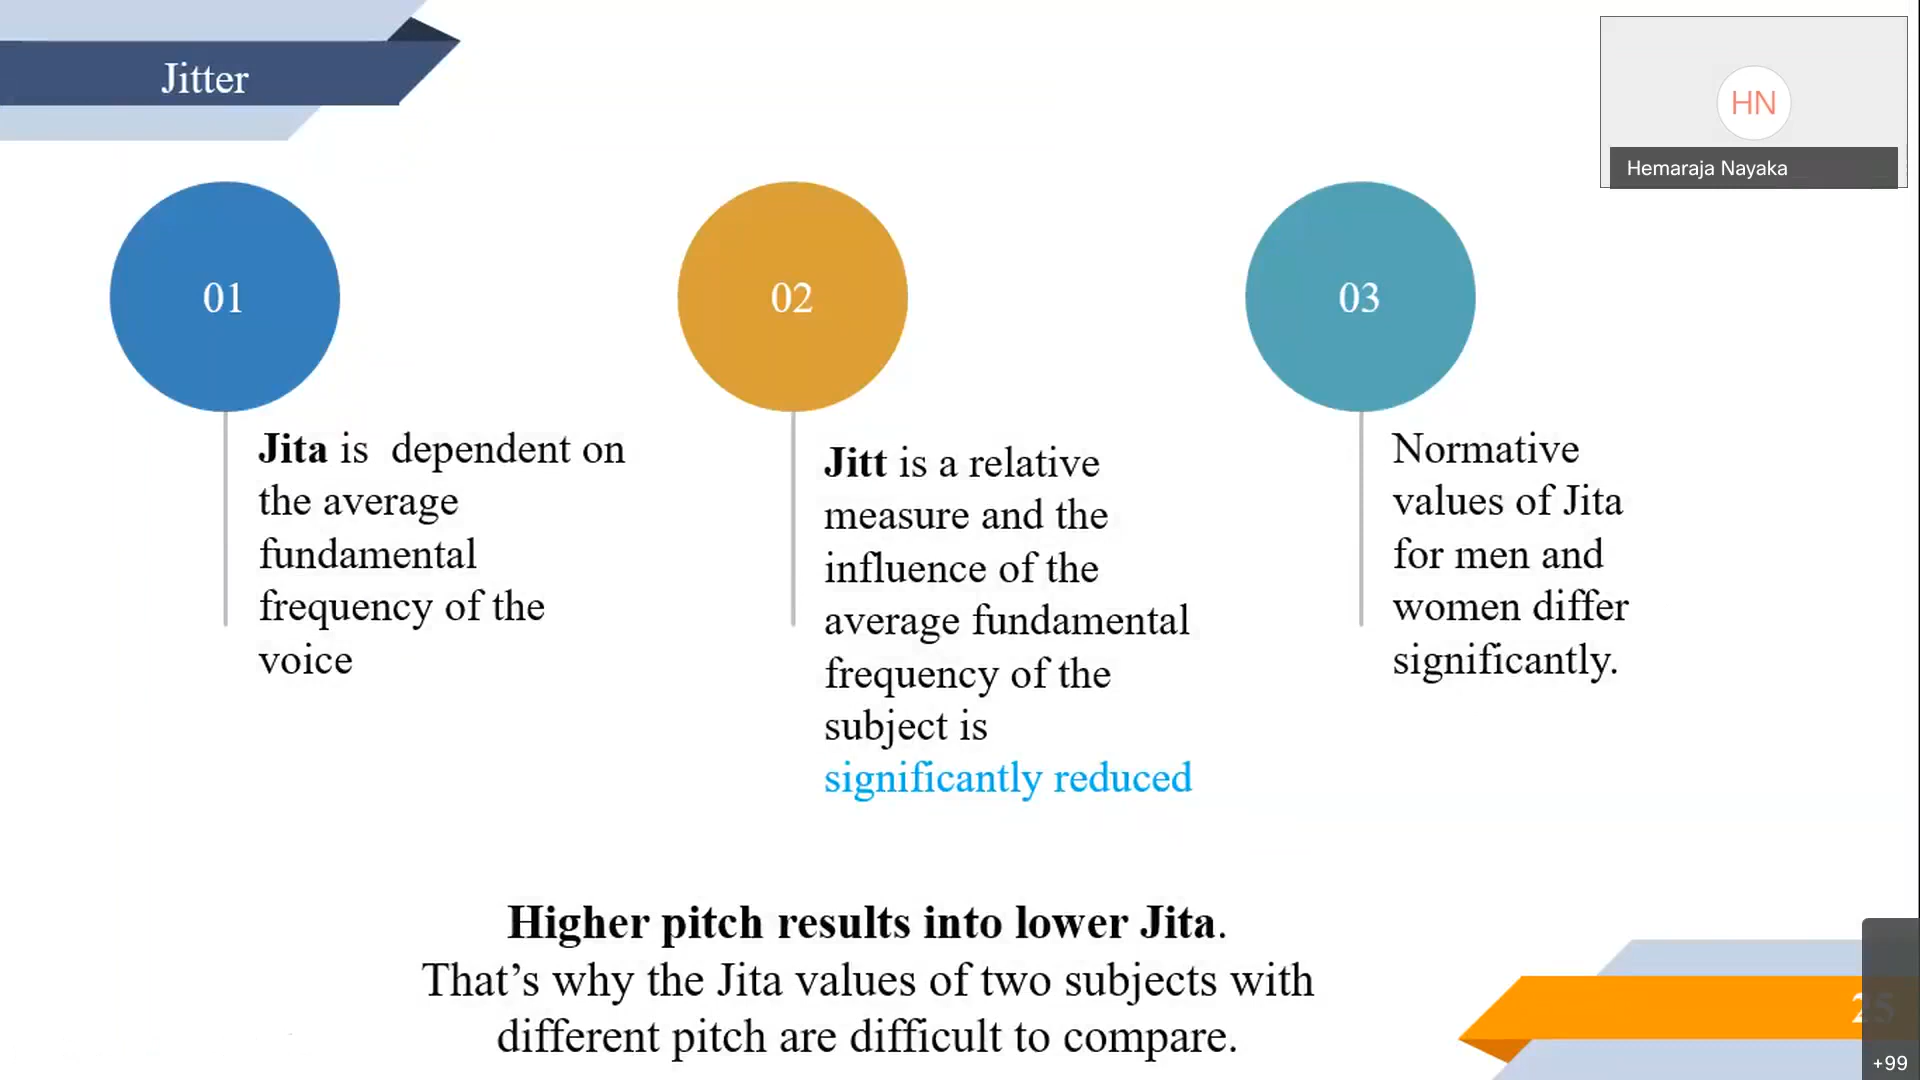 Jitter
HN
Hemaraja Nayaka
01
02
03
Jita is dependent on
the average
fundamental
frequency of the
voice
Jitt is a relative
measure and the
influence of the
average fundamental
frequency of the
subject is
significantly reduced
Normative
values of Jita
for men and
women differ
significantly.
Higher pitch results into lower Jita.
That’s why the Jita values of two subjects with
different pitch are difficult to compare.
25
+99